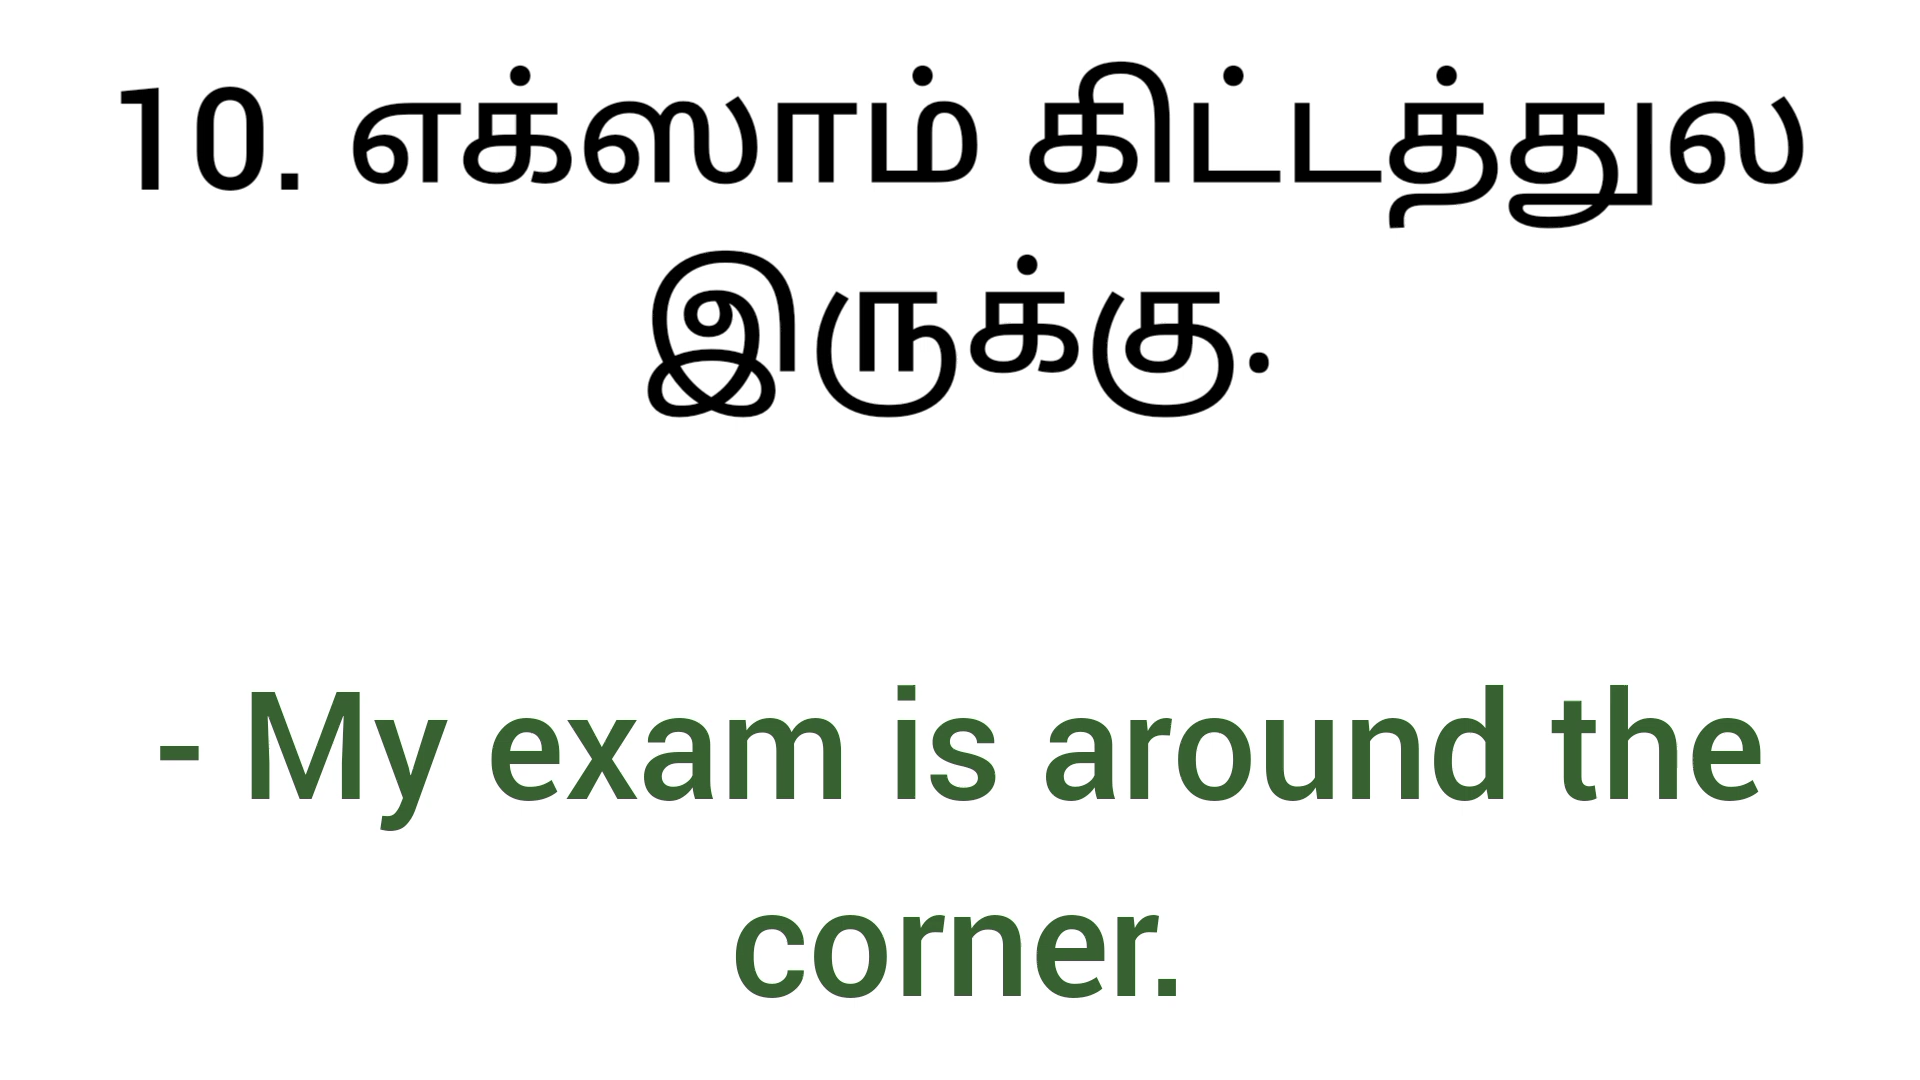 10. எக்ஸாம் கிட்டத்துல
இருக்கு.
- My exam is around the
corner.